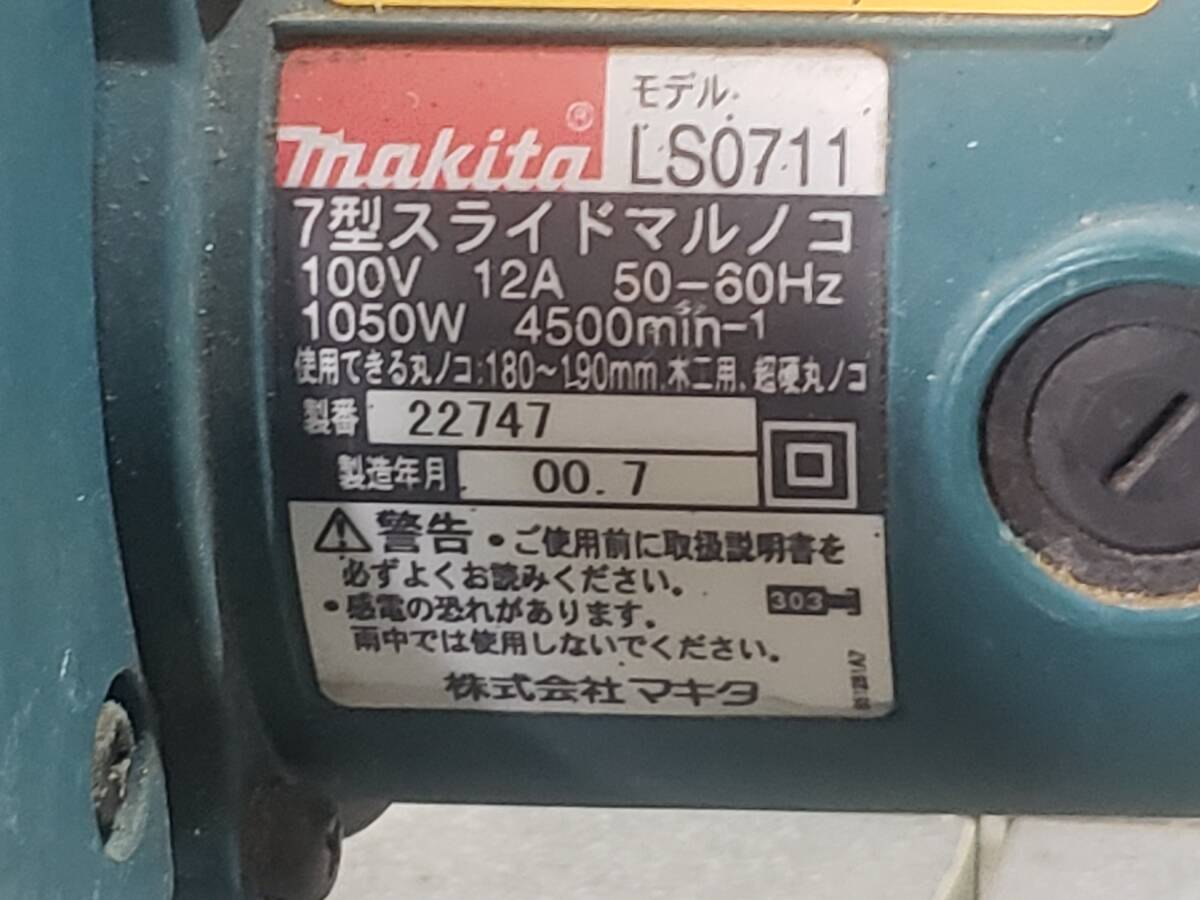 makita®
モデル
LS0711
7型スライドマルノコ
100V 12A 50-60Hz
1050W 4500min-1
使用できる丸ノコ:180~190mm.木工用、超硬丸ノコ
製番 22747
製造年月 00.7
警告・ご使用前に取扱説明書を
必ずよくお読みください。
・感電の恐れがあります。
雨中では使用しないでください。
303
株式会社マキタ